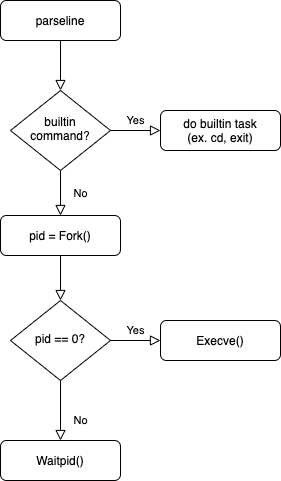 parseline
builtin
command?
Yes
do builtin task
(ex. cd, exit)
No
pid = Fork()
pid == 0?
Yes
Execve()
No
Waitpid()